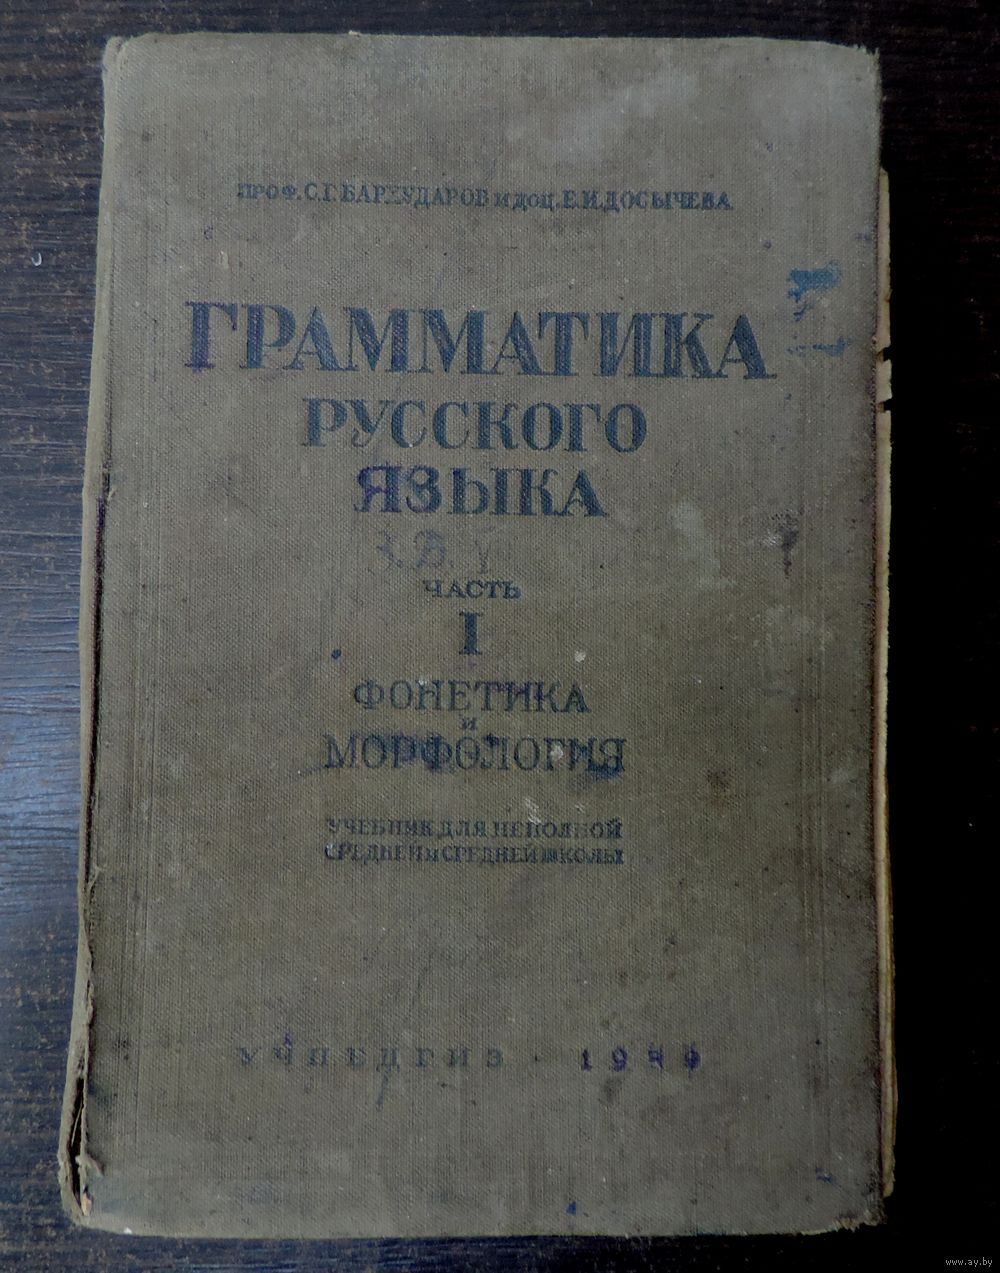 ПРОФ. С. Г. БАРХУДАРОВ И ДОЦ. Е. И. ДОСЫЧЕВА
ГРАММАТИКА
РУССКОГО
ЯЗЫКА
ЧАСТЬ
I
ФОНЕТИКА
И
МОРФОЛОГИЯ
УЧЕБНИК ДЛЯ НЕПОЛНОЙ
СРЕДНЕЙ И СРЕДНЕЙ ШКОЛЫ
УЧПЕДГИЗ ·
www.ay.by